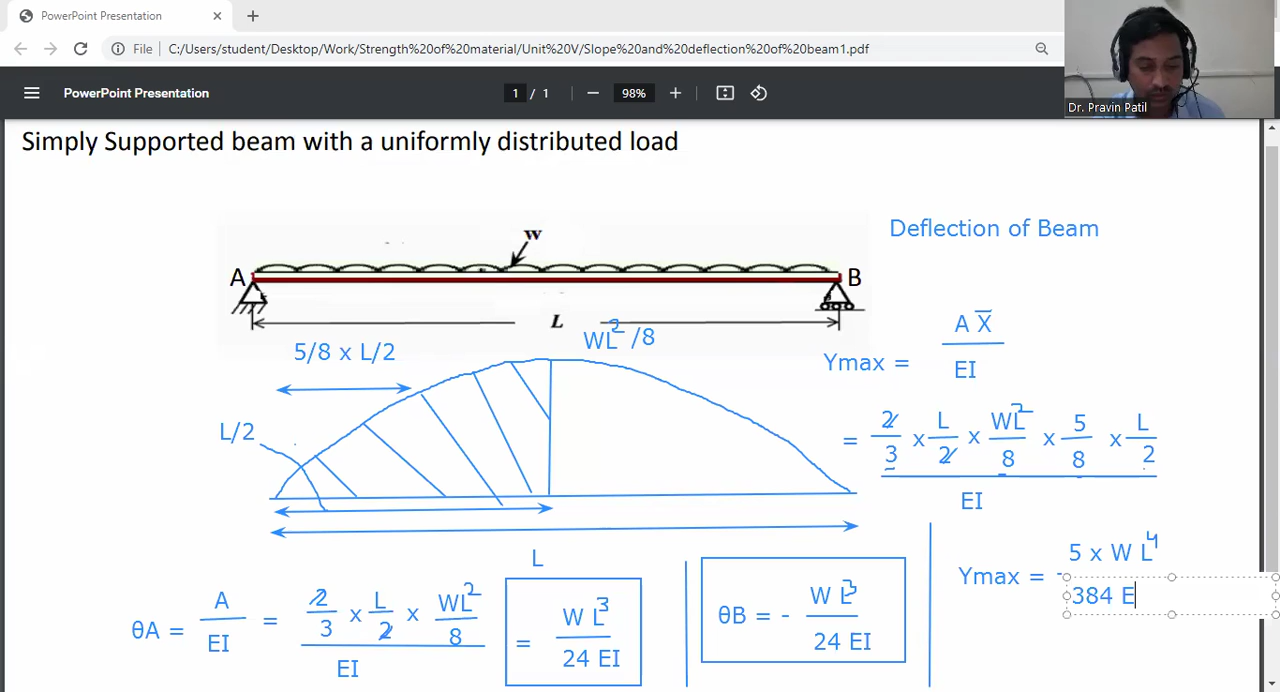 PowerPoint Presentation
File C:/Users/student/Desktop/Work/Strength%20of%20material/Unit%20V/Slope%20and%20deflection%20of%20beam1.pdf
Dr. Pravin Patil
PowerPoint Presentation 1 / 1 98%
Simply Supported beam with a uniformly distributed load
Deflection of Beam
w
A B
L
WL2 /8
5/8 x L/2
L/2
L
Ymax = A X̅
EI
= 2 x L x WL2 x 5 x L
3 2 8 8 2
EI
θA = A = 2 x L x WL2 = W L3
EI 3 2 8 24 EI
EI
θB = - W L3
24 EI
Ymax = - 5 x W L4
384 E